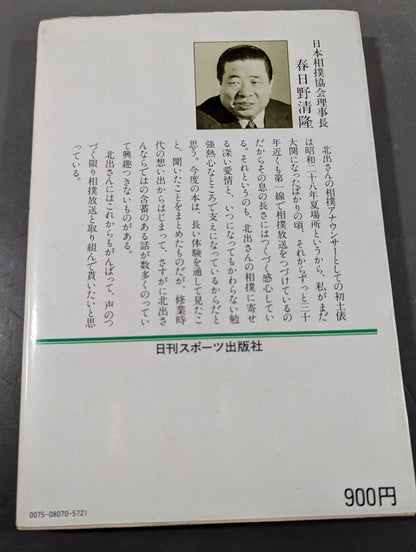 日本相撲協会理事長
春日野清隆
北出さんの相撲アナウンサーとしての初土俵
は昭和二十八年夏場所というから、私がまだ
大関になったばかりの頃、それからずっと三十
年近くも第一線で相撲放送をつづけているの
だからその息の長さにはつくづく感心してい
る。それというのも、北出さんの相撲に寄せ
る深い愛情と、いつになってもかわらない勉
強熱心なところで支えになっているからだと
思う。今度の本は、長い体験を通して見たこ
と、聞いたことをまとめたものだが、修業時
代の想い出からはじまって、さすがに北出さ
んならではの含蓄のある話が数多くのってい
て興趣つきないものがある。
北出さんにはこれからもがんばって、声のつ
づく限り相撲放送と取り組んで貰いたいと思
っている。
日刊スポーツ出版社
0075-08070-5721
900円